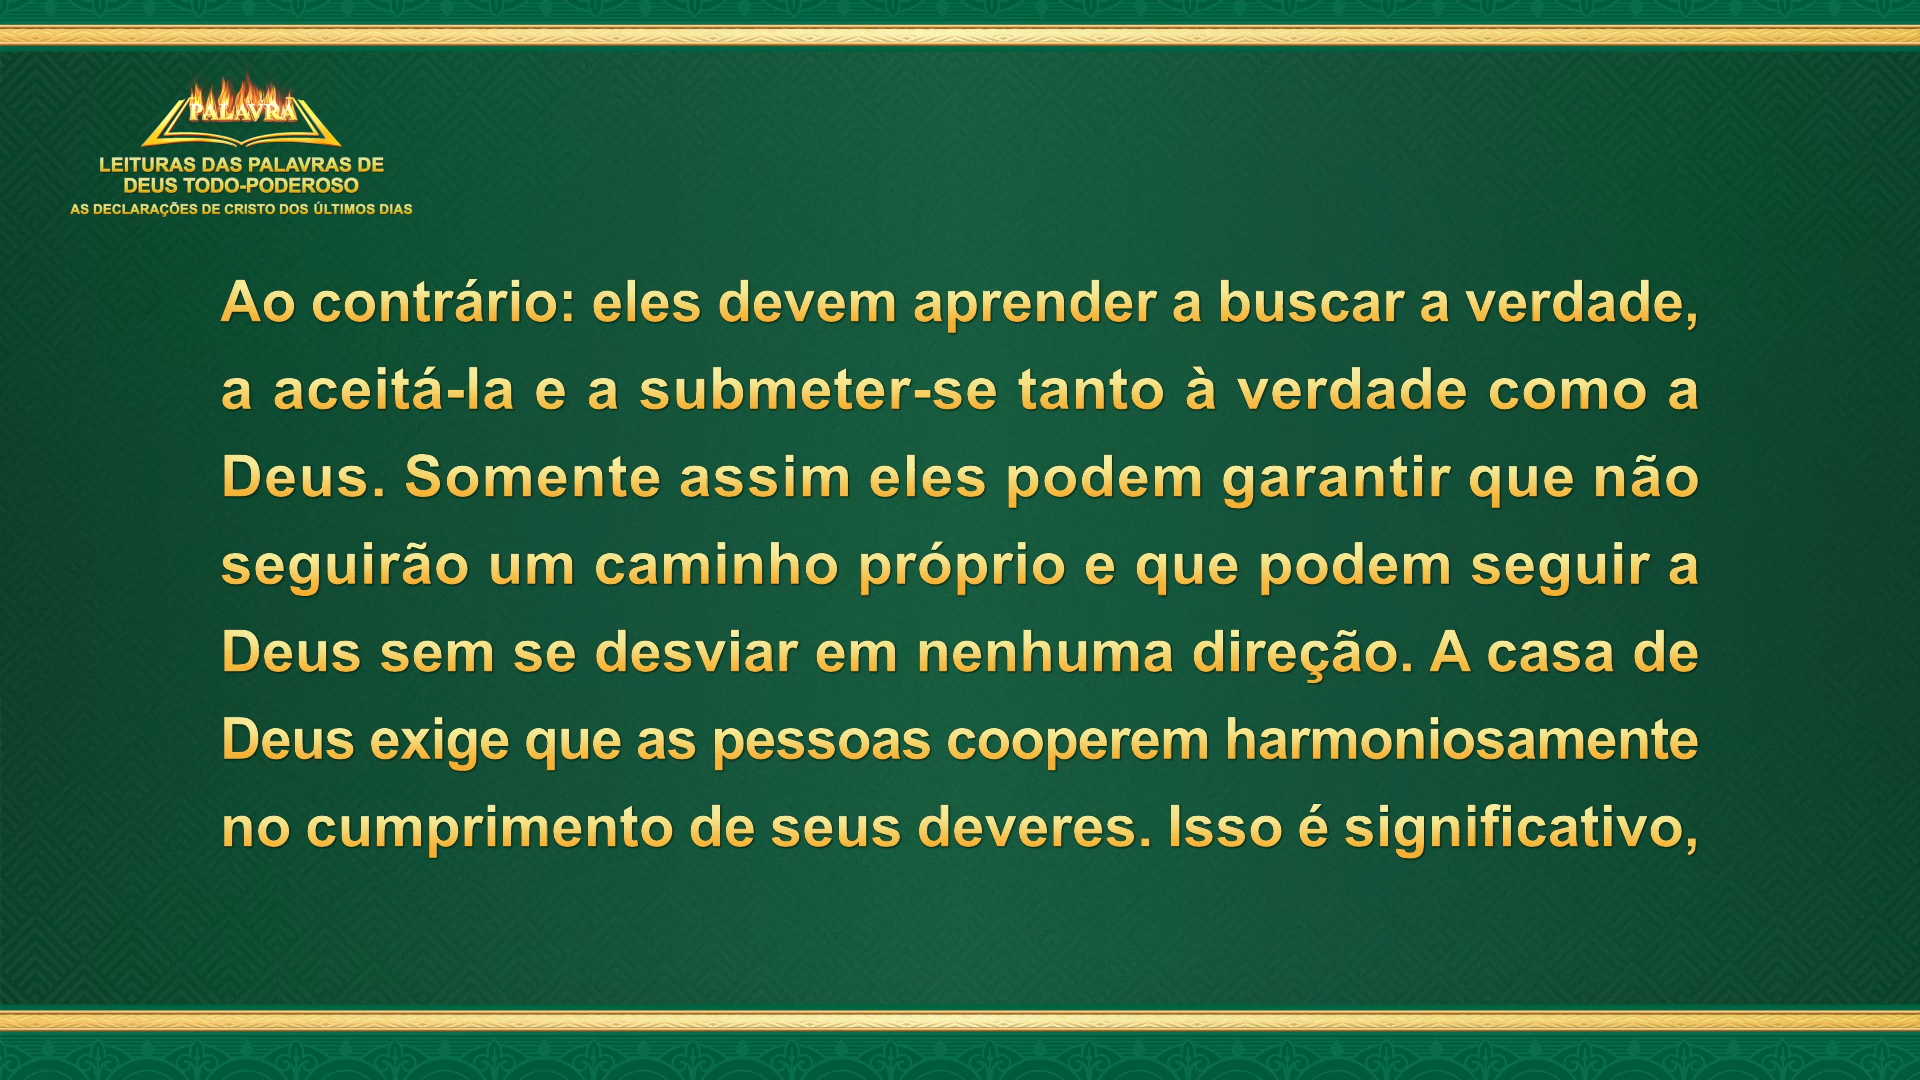 PALAVRA
LEITURAS DAS PALAVRAS DE
DEUS TODO-PODEROSO
AS DECLARAÇÕES DE CRISTO DOS ÚLTIMOS DIAS
Ao contrário: eles devem aprender a buscar a verdade,
a aceitá-la e a submeter-se tanto à verdade como a
Deus. Somente assim eles podem garantir que não
seguirão um caminho próprio e que podem seguir a
Deus sem se desviar em nenhuma direção. A casa de
Deus exige que as pessoas cooperem harmoniosamente
no cumprimento de seus deveres. Isso é significativo,